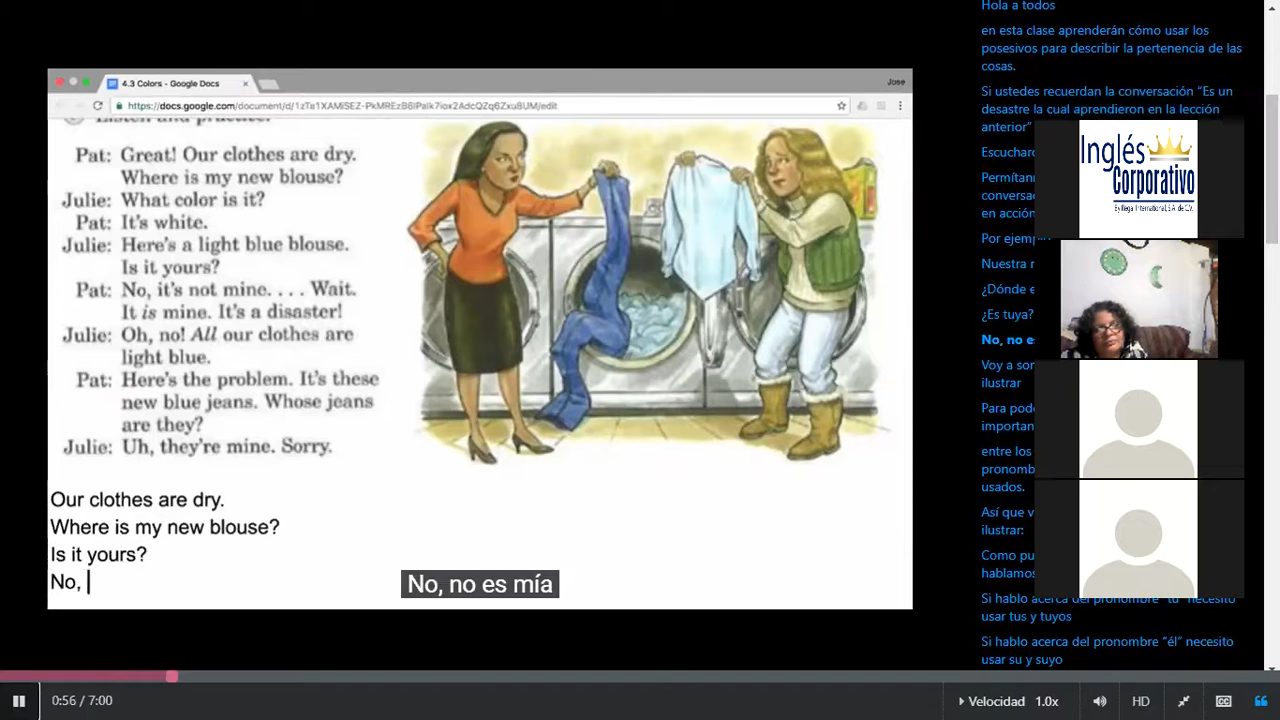 4.3 Colors - Google Docs
Jose
https://docs.google.com/document/d/1zTa1XAMiSEZ-PkMREzB8IPaIk7iox2AdcQZq6Zxu8UM/edit
Listen and practice.
Pat: Great! Our clothes are dry.
Where is my new blouse?
Julie: What color is it?
Pat: It's white.
Julie: Here's a light blue blouse.
Is it yours?
Pat: No, it's not mine. . . . Wait.
It is mine. It's a disaster!
Julie: Oh, no! All our clothes are
light blue.
Pat: Here's the problem. It's these
new blue jeans. Whose jeans
are they?
Julie: Uh, they're mine. Sorry.
Our clothes are dry.
Where is my new blouse?
Is it yours?
No,
No, no es mía
0:56 / 7:00
Velocidad 1.0x
HD
Hola a todos
en esta clase aprenderán cómo usar los
posesivos para describir la pertenencia de las
cosas.
Si ustedes recuerdan la conversación “Es un
desastre la cual aprendieron en la lección
anterior”
Escucharo
Permítan
conversa
en acción
Por ejemp
Nuestra r
¿Dónde e
¿Es tuya?
No, no e
Voy a so
ilustrar
Para pod
importan
entre los
pronomb
usados.
Así que v
ilustrar:
Como pu
hablamos
Si hablo acerca del pronombre “tú” necesito
usar tus y tuyos
Si hablo acerca del pronombre “él” necesito
usar su y suyo
Inglés
Corporativo